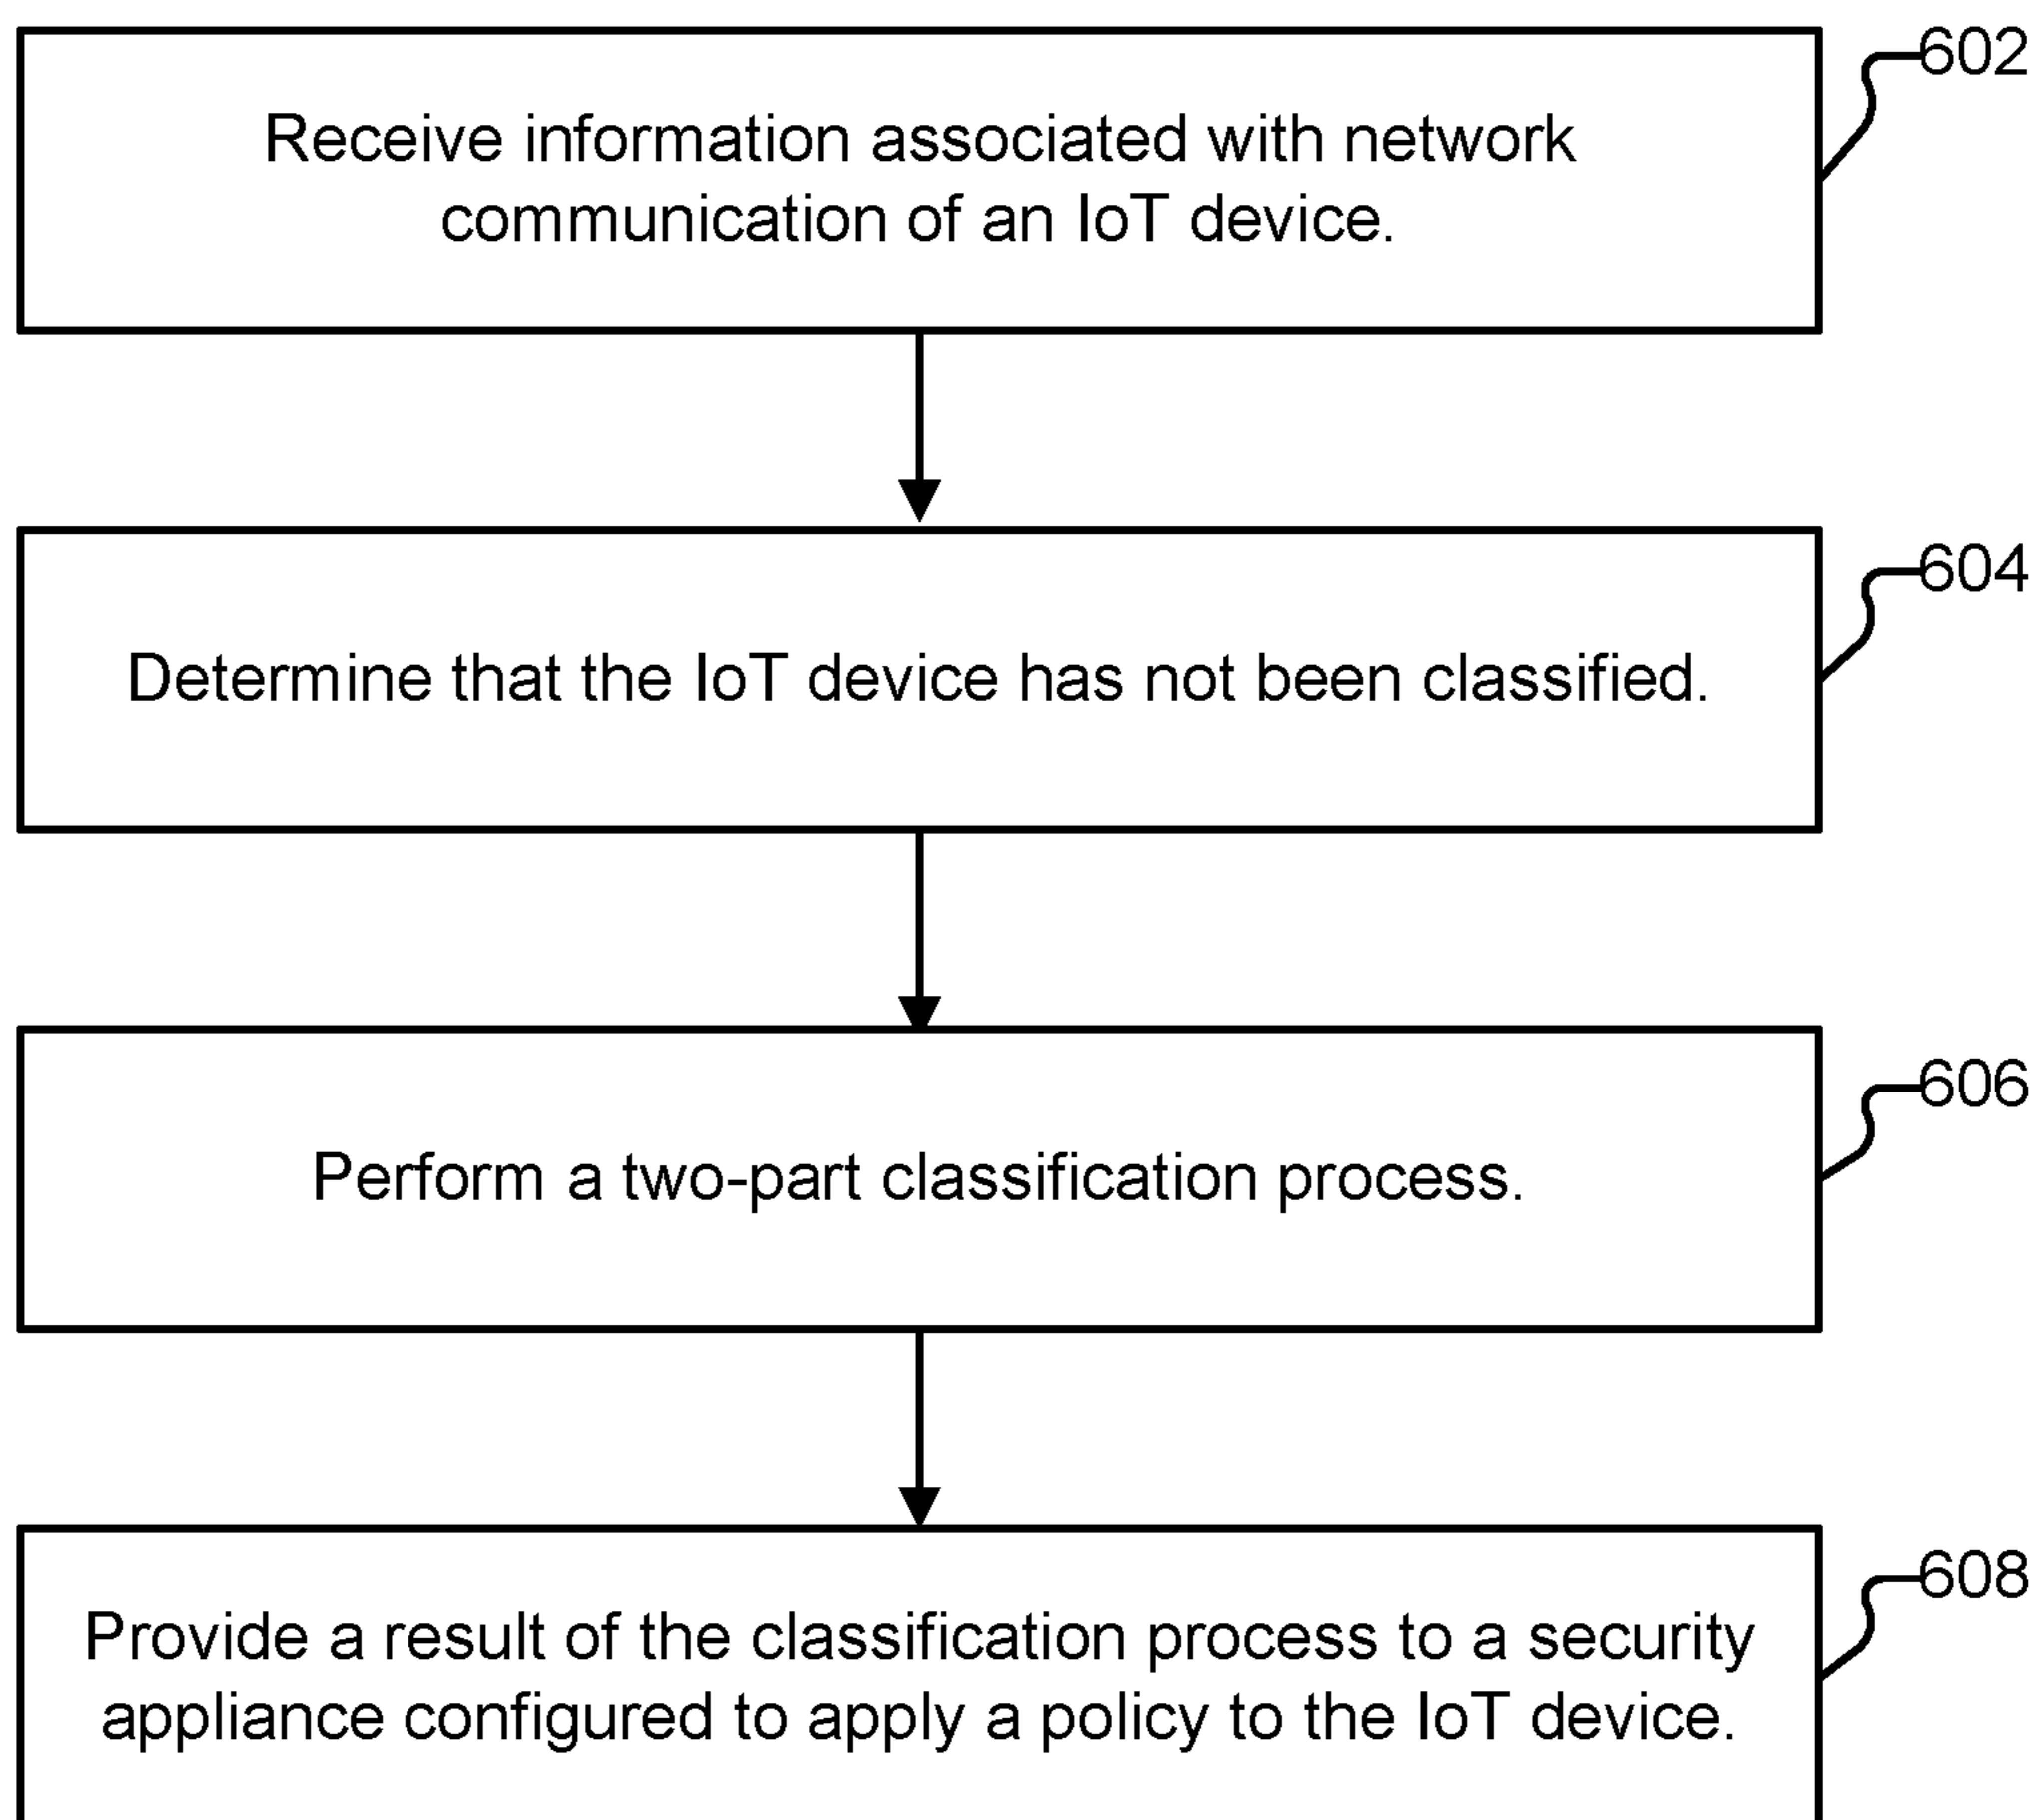 602
Receive information associated with network
communication of an IoT device.
604
Determine that the IoT device has not been classified.
606
Perform a two-part classification process.
608
Provide a result of the classification process to a security
appliance configured to apply a policy to the IoT device.